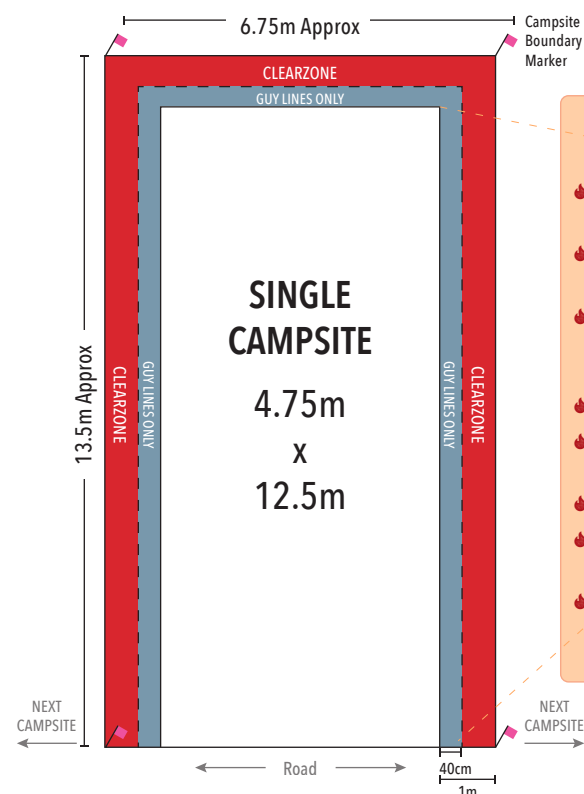 6.75m Approx
Campsite
Boundary
Marker
CLEARZONE
GUY LINES ONLY
SINGLE
CAMPSITE
4.75m
x
12.5m
13.5m Approx
CLEARZONE
GUY LINES ONLY
GUY LINES ONLY
CLEARZONE
NEXT
CAMPSITE
NEXT
CAMPSITE
Road
40cm
1m